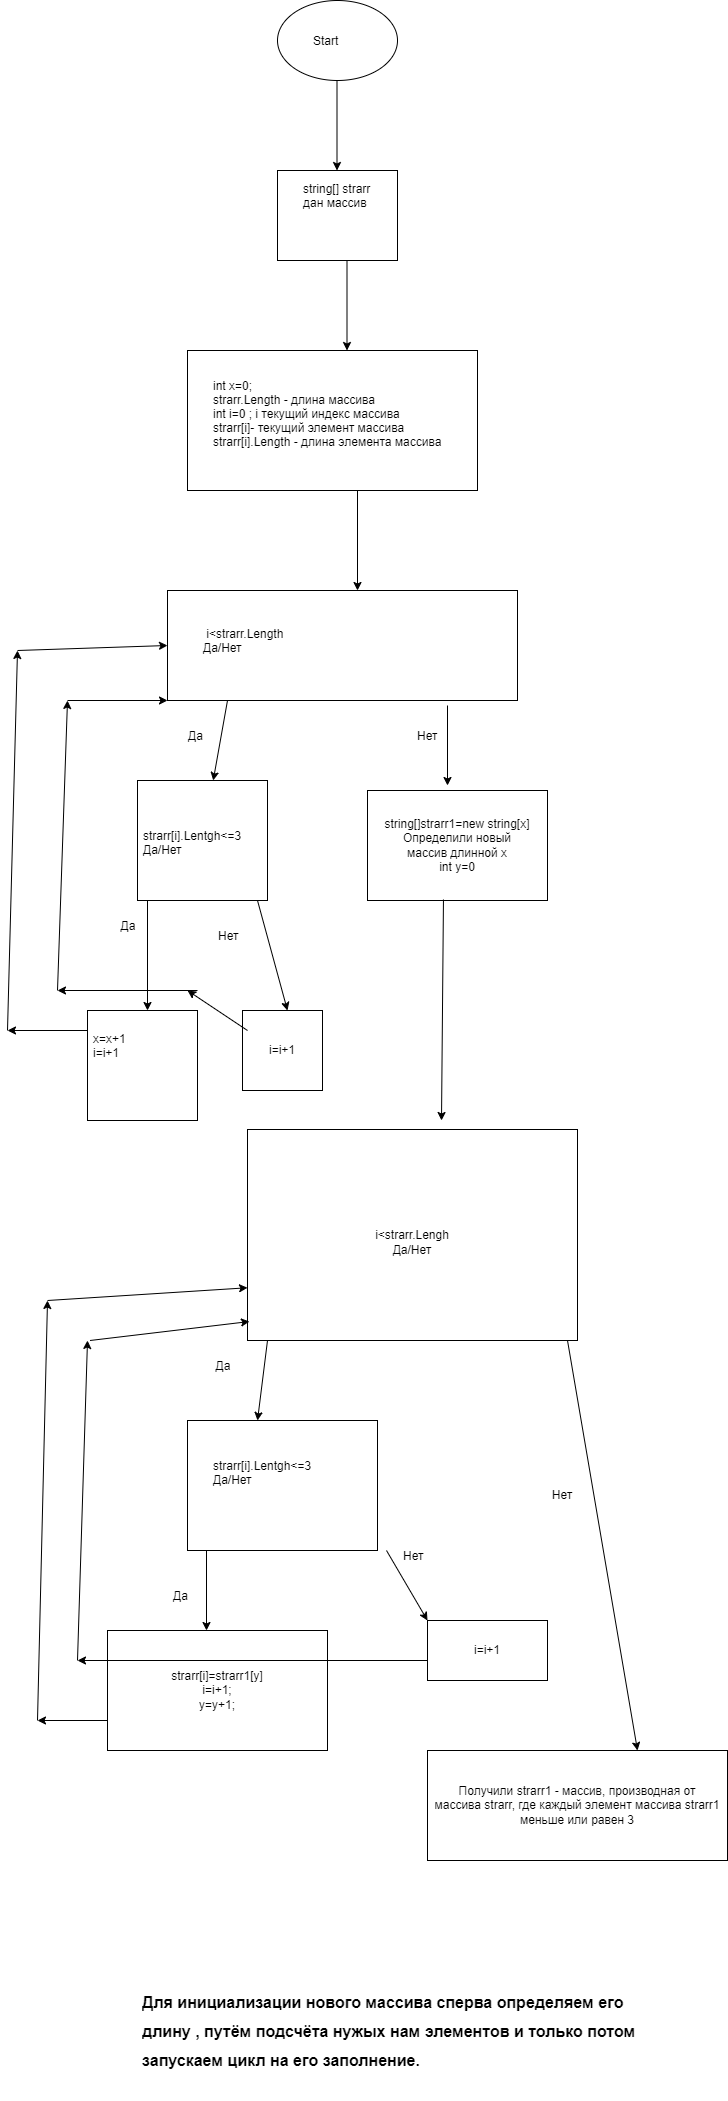 Start
string[] strarr
дан массив
int x=0;
strarr.Length - длина массива
int i=0 ; i текущий индекс массива
strarr[i]- текущий элемент массива
strarr[i].Length - длина элемента массива
i<strarr.Length
Да/Нет
Да
Нет
strarr[i].Lentgh<=3
Да/Нет
string[]strarr1=new string[x]
Определили новый
массив длинной x
int y=0
Да
Нет
x=x+1
i=i+1
i=i+1
i<strarr.Lengh
Да/Нет
Да
strarr[i].Lentgh<=3
Да/Нет
Нет
Нет
Да
i=i+1
strarr[i]=strarr1[y]
i=i+1;
y=y+1;
Получили strarr1 - массив, производная от
массива strarr, где каждый элемент массива strarr1
меньше или равен 3
Для инициализации нового массива сперва определяем его
длину , путём подсчёта нужых нам элементов и только потом
запускаем цикл на его заполнение.